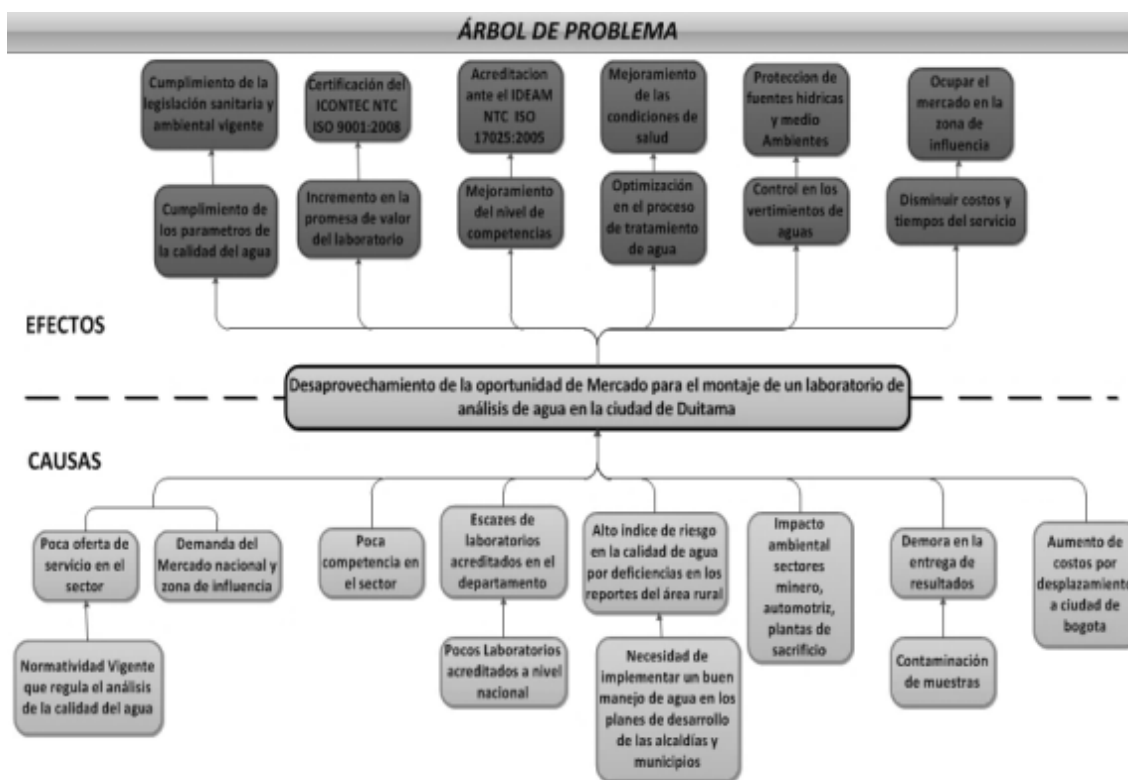 ÁRBOL DE PROBLEMA
Cumplimiento de la
legislación sanitaria y
ambiental vigente
Certificación del
ICONTEC NTC
ISO 9001:2008
Acreditacion
ante el IDEAM
NTC ISO
17025:2005
Mejoramiento
de las
condiciones de
salud
Proteccion de
fuentes hidricas
y medio
Ambientes
Ocupar el
mercado en la
zona de
influencia
Cumplimiento de
los parametros de
la calidad del agua
Incremento en la
promesa de valor
del laboratorio
Mejoramiento
del nivel de
competencias
Optimización
en el proceso
de tratamiento
de agua
Control en los
vertimientos de
aguas
Disminuir costos y
tiempos del servicio
EFECTOS
Desaprovechamiento de la oportunidad de Mercado para el montaje de un laboratorio de
análisis de agua en la ciudad de Duitama
CAUSAS
Poca oferta de
servicio en el
sector
Demanda del
Mercado nacional y
zona de influencia
Poca
competencia en
el sector
Escazes de
laboratorios
acreditados en el
departamento
Alto indice de riesgo
en la calidad de agua
por deficiencias en los
reportes del área rural
Impacto
ambiental
sectores
minero,
automotriz,
plantas de
sacrificio
Demora en la
entrega de
resultados
Aumento de
costos por
desplazamiento
a ciudad de
bogota
Normatividad Vigente
que regula el análisis
de la calidad del agua
Pocos Laboratorios
acreditados a nivel
nacional
Necesidad de
implementar un buen
manejo de agua en los
planes de desarrollo
de las alcaldías y
municipios
Contaminación
de muestras